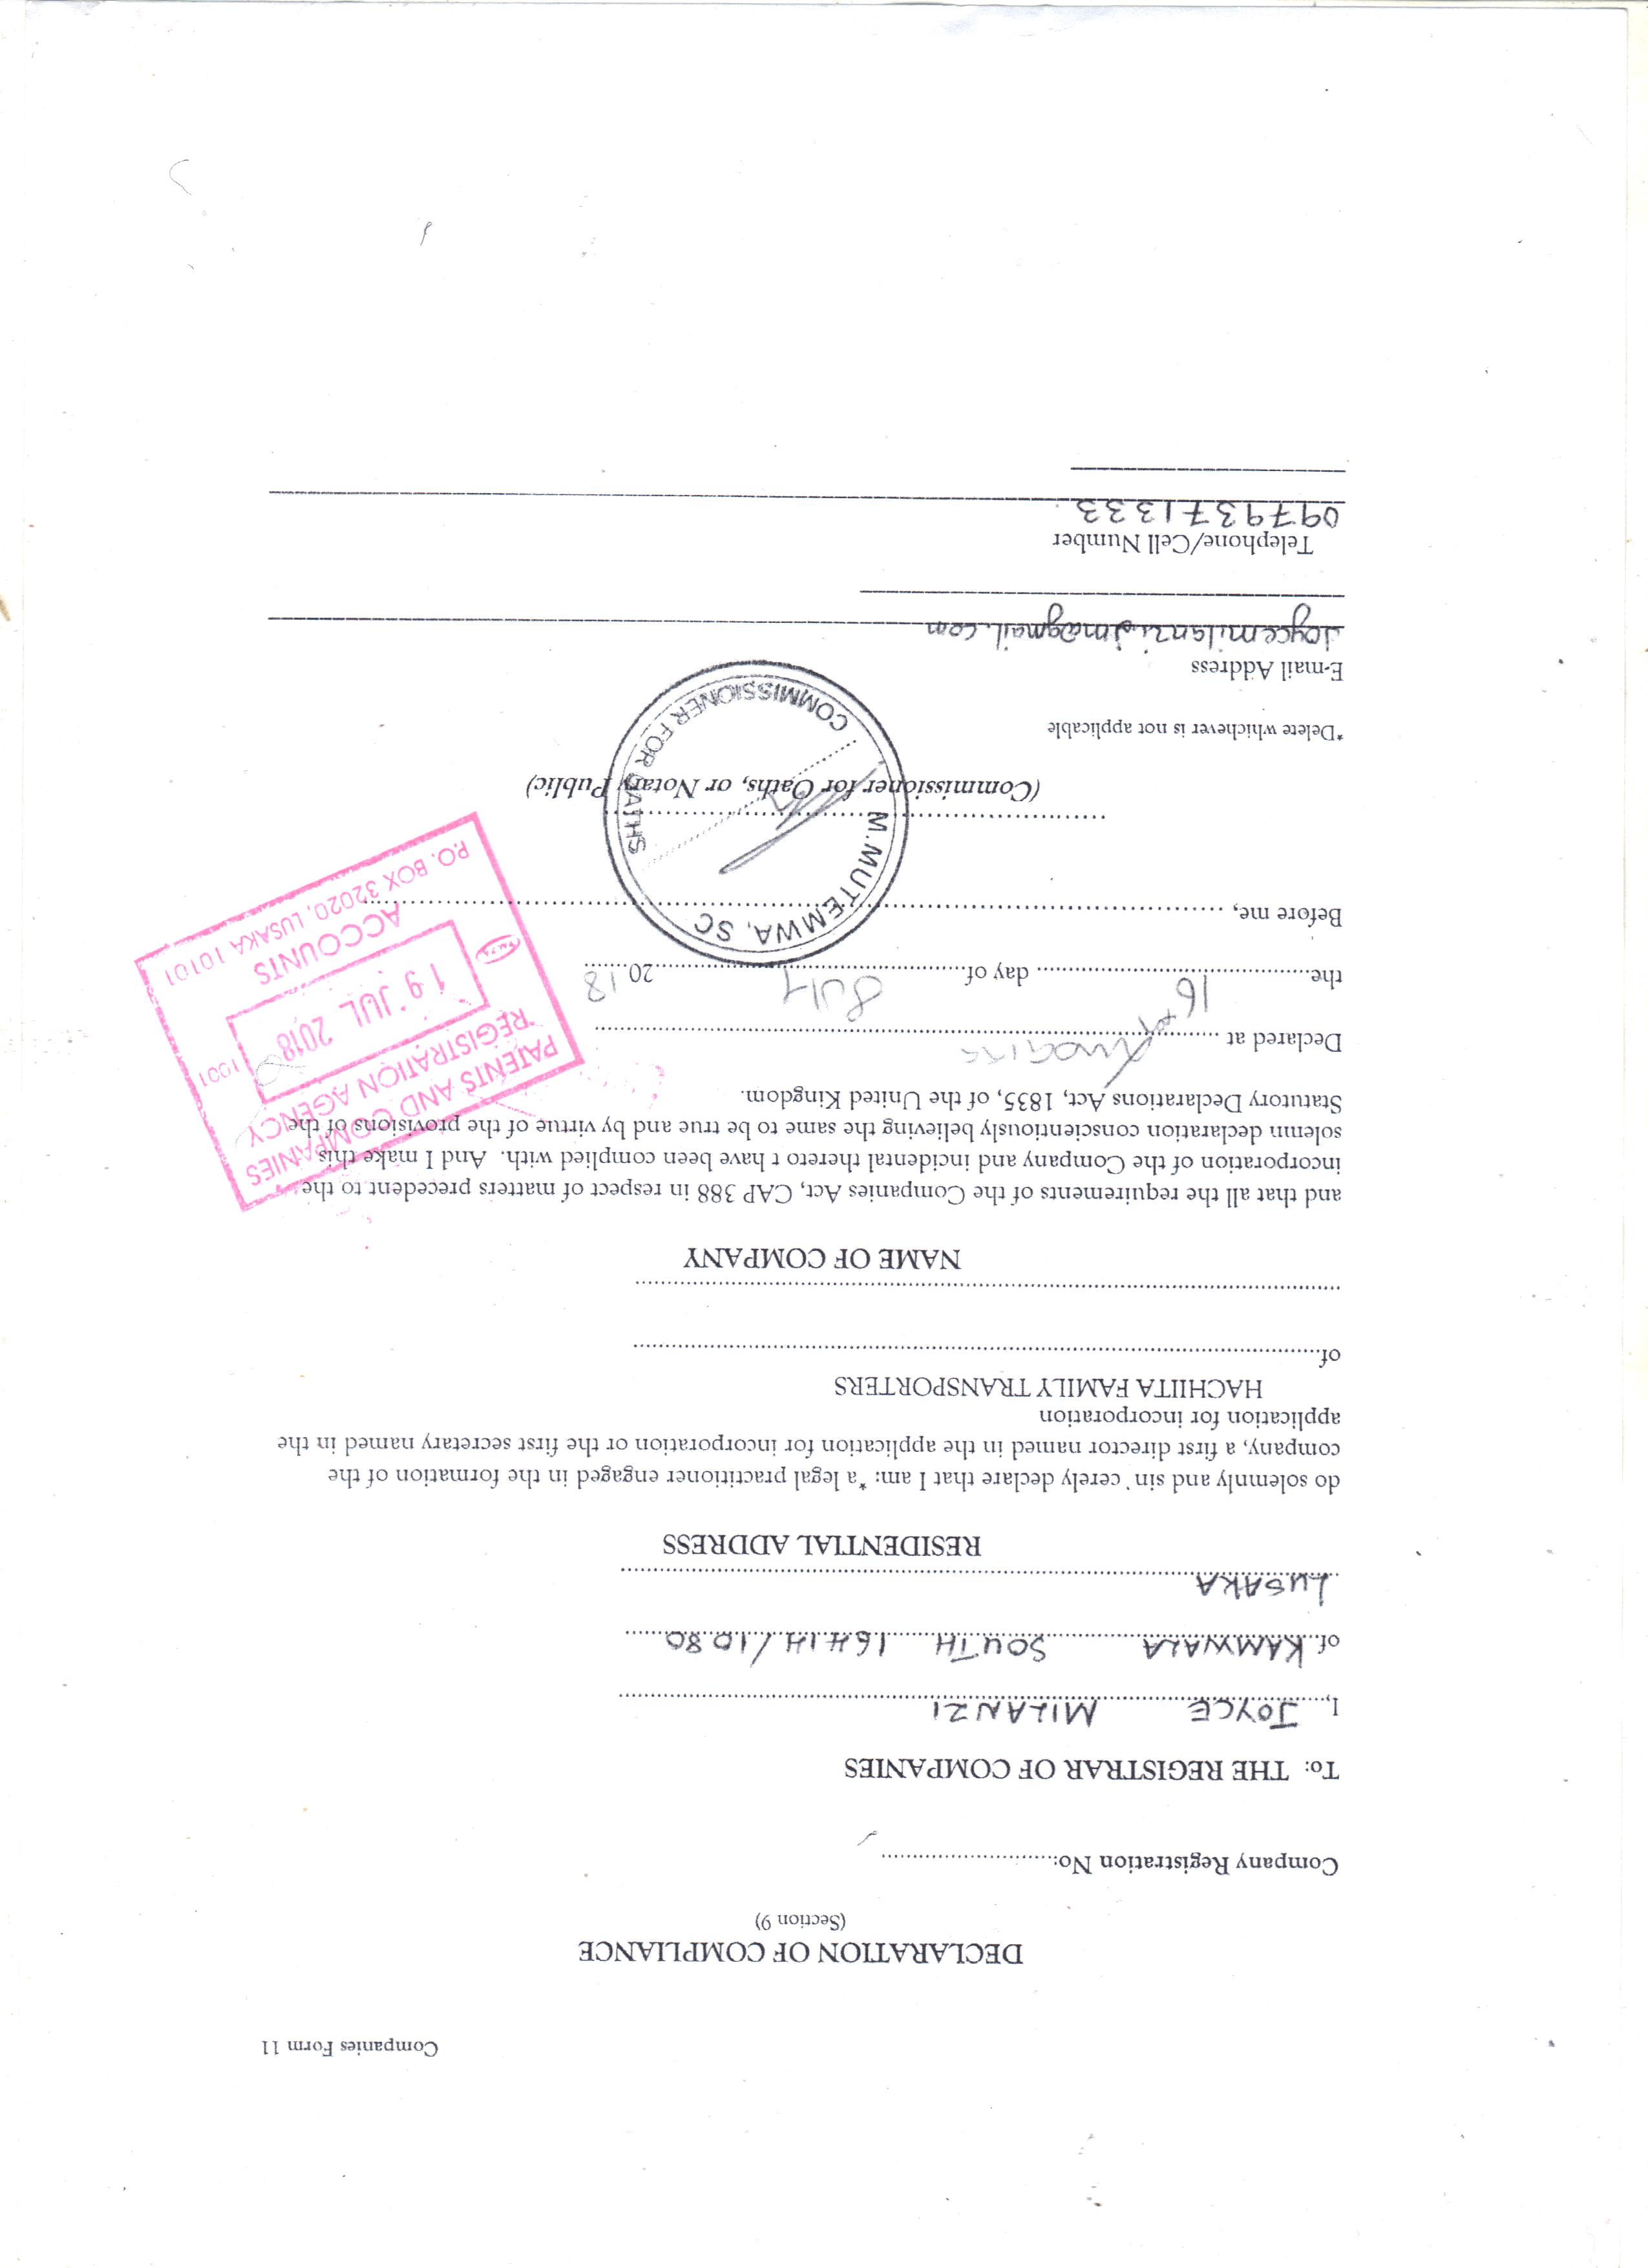 Companies Form 11
DECLARATION OF COMPLIANCE
(Section 9)
Company Registration No:............................
To: THE REGISTRAR OF COMPANIES
I,.... JOYCE MILANZI
of. KAMWALA SOUTH 16414/1080
LUSAKA
RESIDENTIAL ADDRESS
do solemnly and sin`cerely declare that I am: *a legal practitioner engaged in the formation of the
company, a first director named in the application for incorporation or the first secretary named in the
application for incorporation
HACHIITA FAMILY TRANSPORTERS
of
NAME OF COMPANY
and that all the requirements of the Companies Act, CAP 388 in respect of matters precedent to the
incorporation of the Company and incidental thereto r have been complied with. And I make this
solemn declaration conscientiously believing the same to be true and by virtue of the provisions of the
Statutory Declarations Act, 1835, of the United Kingdom.
Declared at
the 16th day of July 2018
Before me,
(Commissioner for Oaths, or Notary Public)
*Delete whichever is not applicable
E-mail Address
Joycemilanzi.jm@gmail.com
Telephone/Cell Number
0979371333
PATENTS AND COMPANIES
REGISTRATION AGENCY
19 JUL 2018
1001
ACCOUNTS
P.O. BOX 32020, LUSAKA 10101
M. MUTEMWA, SC
COMMISSIONER FOR OATHS